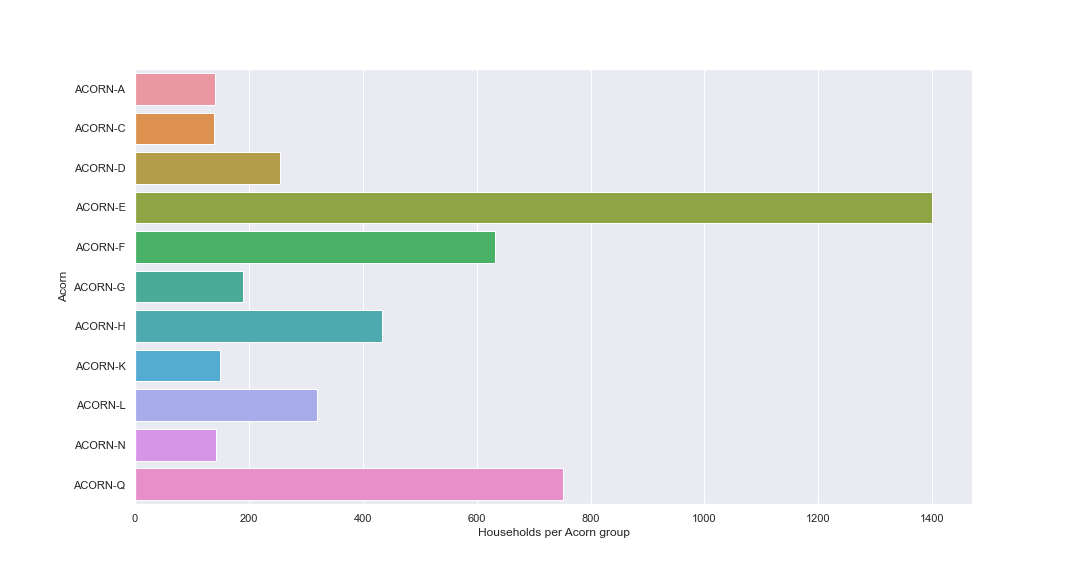 ACORN-A
ACORN-C
ACORN-D
ACORN-E
ACORN-F
ACORN-G
ACORN-H
ACORN-K
ACORN-L
ACORN-N
ACORN-Q
Acorn
0 200 400 600 800 1000 1200 1400
Households per Acorn group